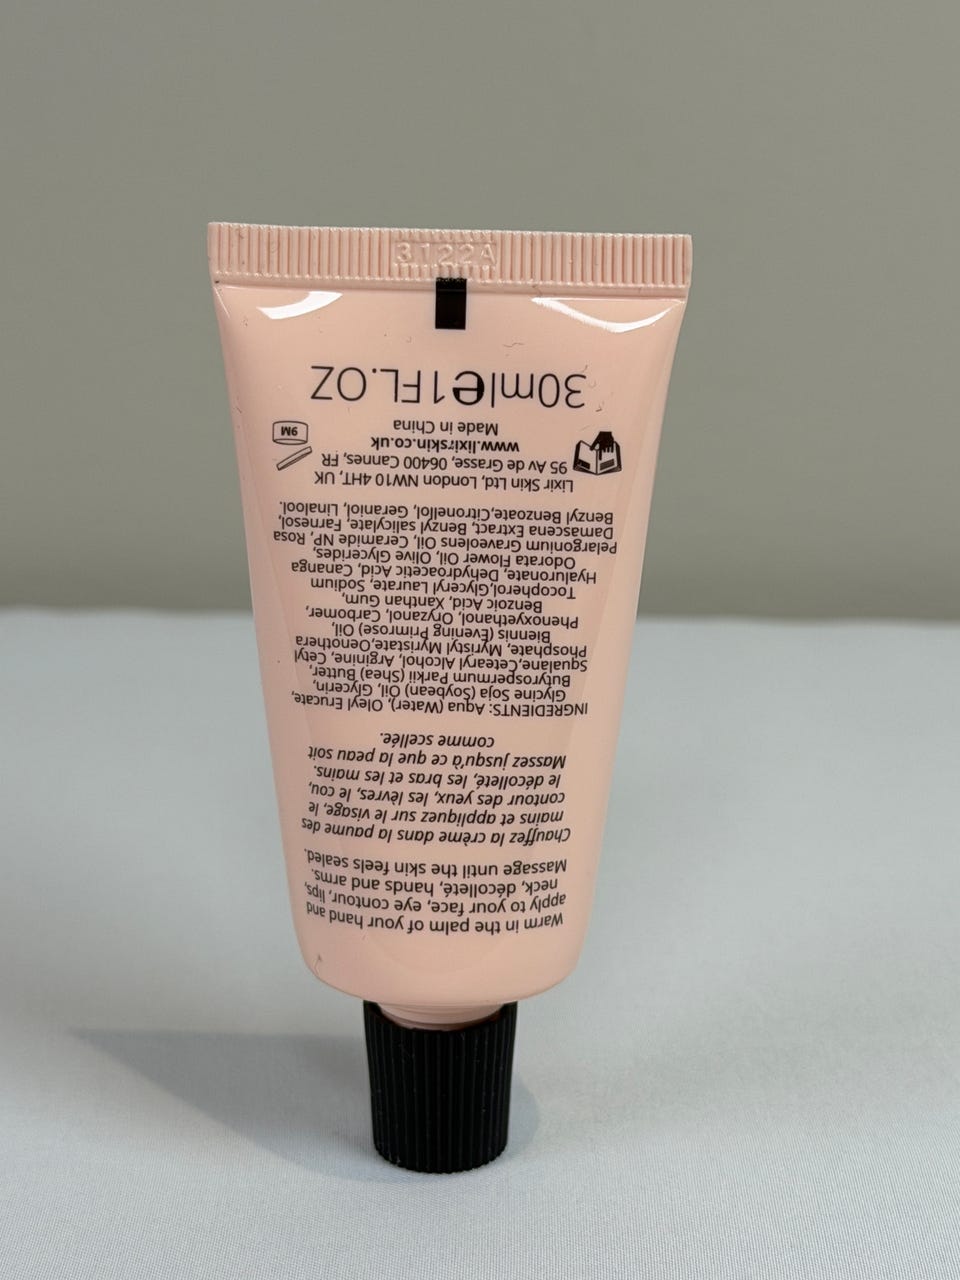 Warm in the palm of your hand and
apply to your face, eye contour, lips,
neck, décolleté, hands and arms.
Massage until the skin feels sealed.
Chauffez la crème dans la paume des
mains et appliquez sur le visage, le
contour des yeux, les lèvres, le cou,
le décolleté, les bras et les mains.
Massez jusqu'à ce que la peau soit
comme scellée.
INGREDIENTS: Aqua (Water), Oleyl Erucate,
Glycine Soja (Soybean) Oil, Glycerin,
Butyrospermum Parkii (Shea) Butter,
Squalane,Cetearyl Alcohol, Arginine, Cetyl
Phosphate, Myristyl Myristate,Oenothera
Biennis (Evening Primrose) Oil,
Phenoxyethanol, Oryzanol, Carbomer,
Benzoic Acid, Xanthan Gum,
Tocopherol,Glyceryl Laurate, Sodium
Hyaluronate, Dehydroacetic Acid, Cananga
Odorata Flower Oil, Olive Glycerides,
Pelargonium Graveolens Oil, Ceramide NP, Rosa
Damascena Extract, Benzyl salicylate, Farnesol,
Benzyl Benzoate,Citronellol, Geraniol, Linalool.
Lixir Skin Ltd, London NW10 4HT, UK
95 Av de Grasse, 06400 Cannes, FR
www.lixirskin.co.uk
Made in China
9M
30ml e 1FL.OZ
3122A